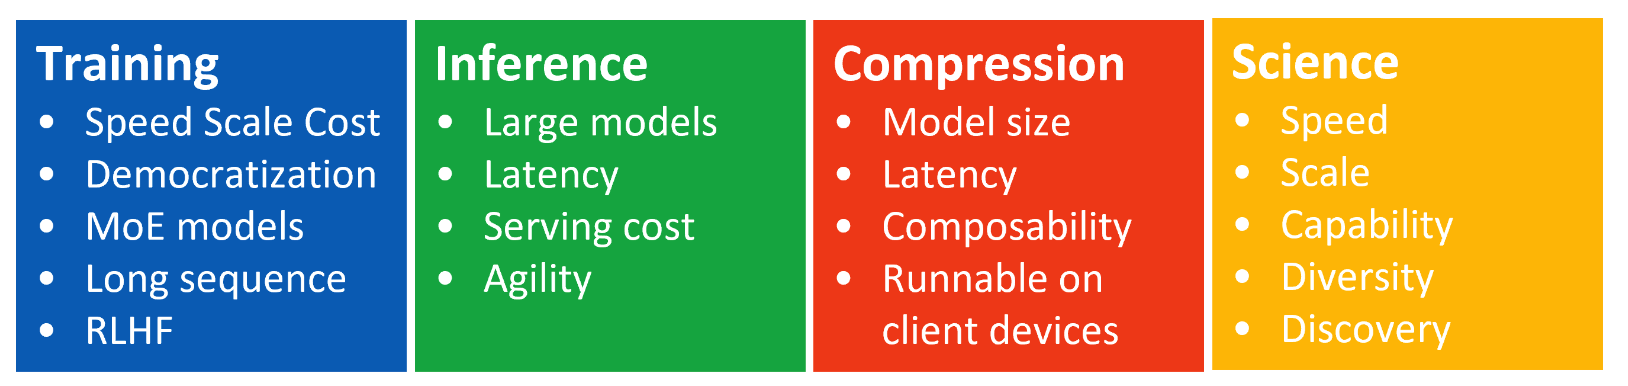 Training
• Speed Scale Cost
• Democratization
• MoE models
• Long sequence
• RLHF
Inference
• Large models
• Latency
• Serving cost
• Agility
Compression
• Model size
• Latency
• Composability
• Runnable on
client devices
Science
• Speed
• Scale
• Capability
• Diversity
• Discovery